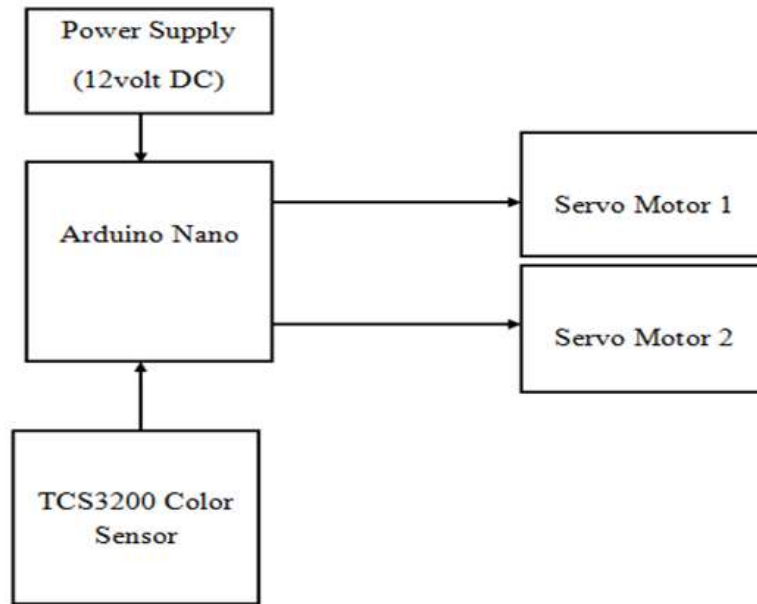 Power Supply
(12volt DC)
Arduino Nano
Servo Motor 1
Servo Motor 2
TCS3200 Color
Sensor